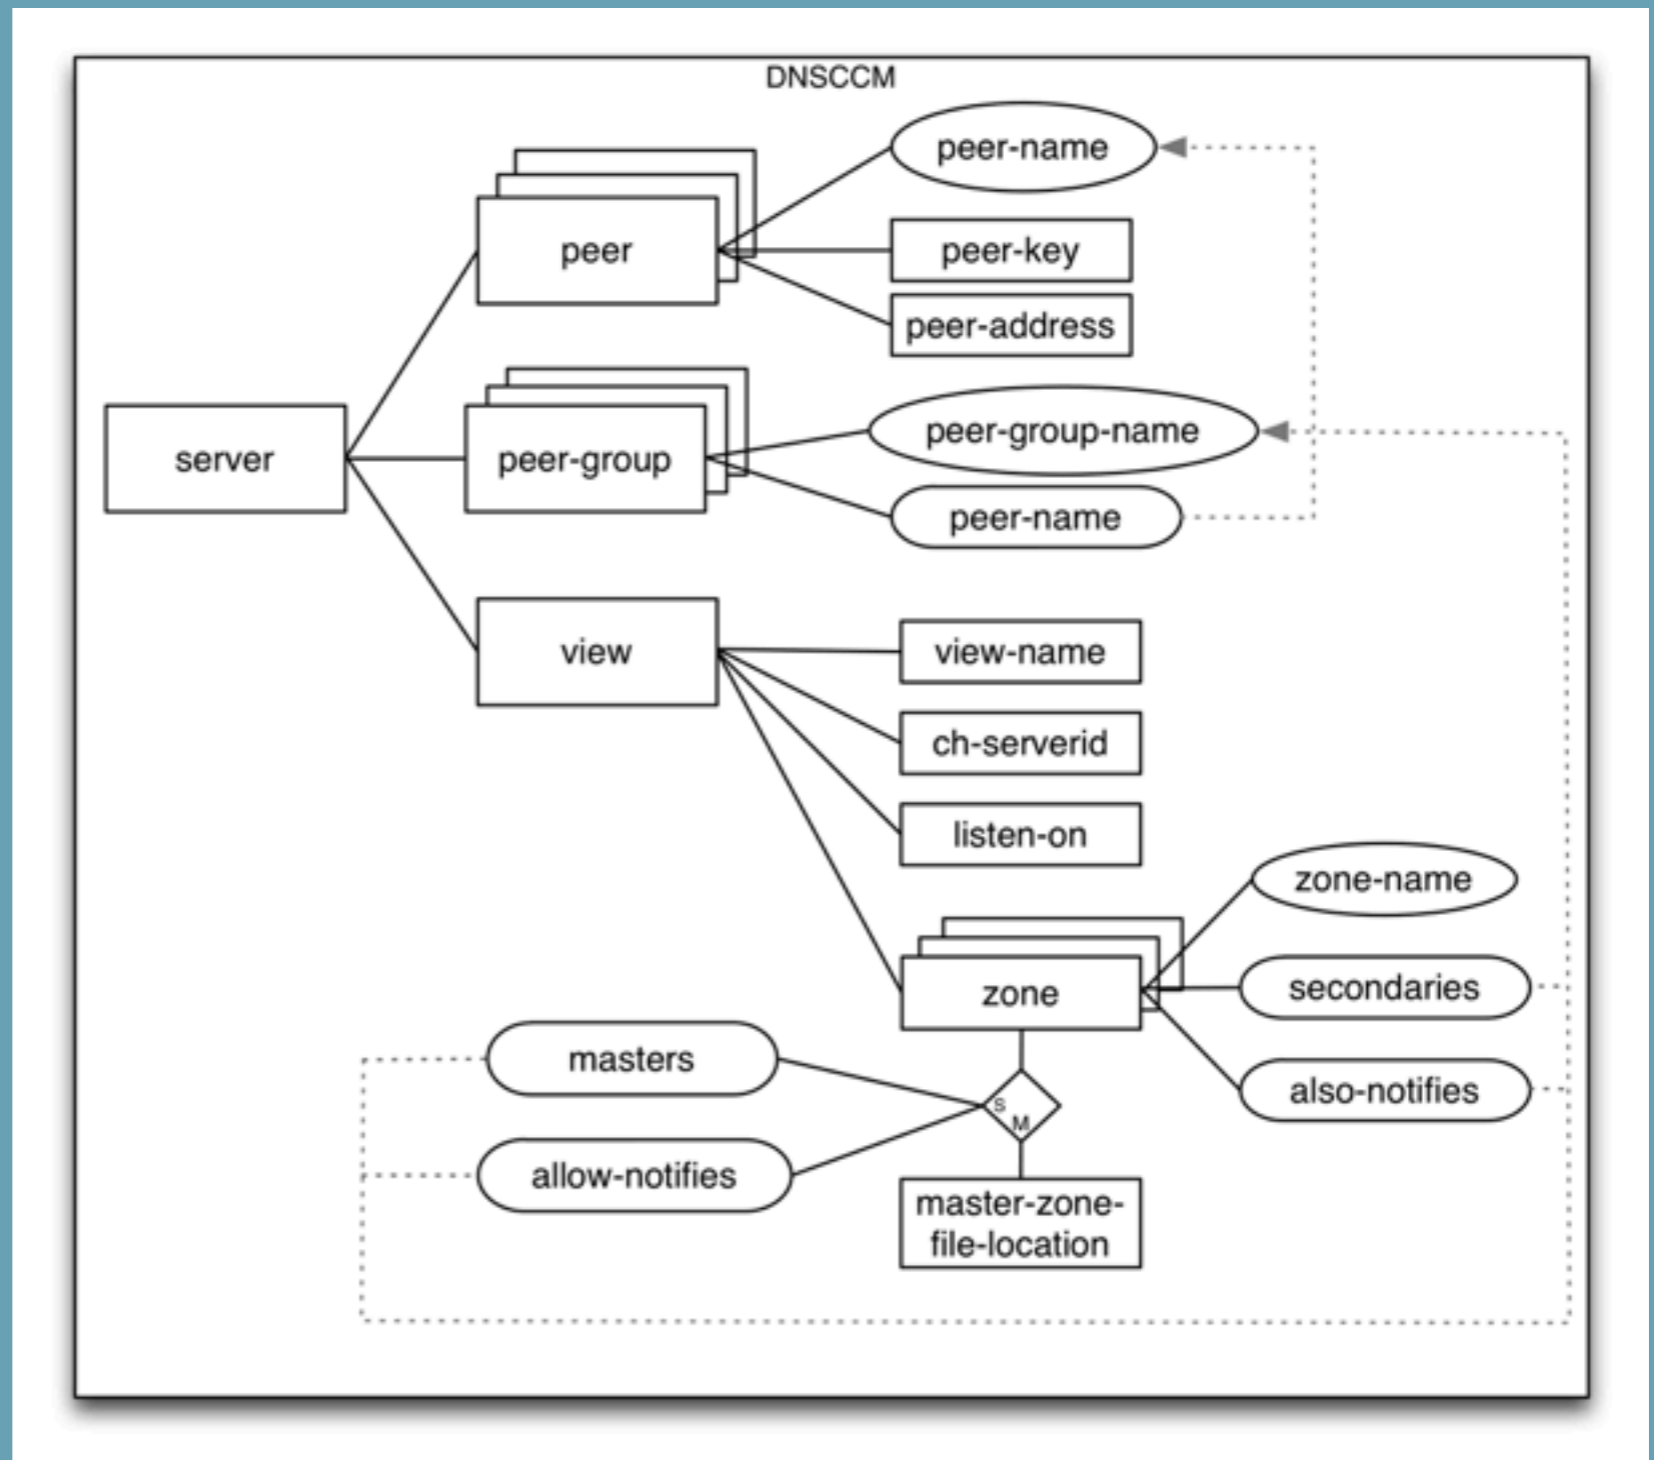 DNSCCM
peer-name
peer
peer-key
peer-address
peer-group-name
server
peer-group
peer-name
view
view-name
ch-serverid
listen-on
zone-name
zone
secondaries
masters
also-notifies
S
M
allow-notifies
master-zone-
file-location